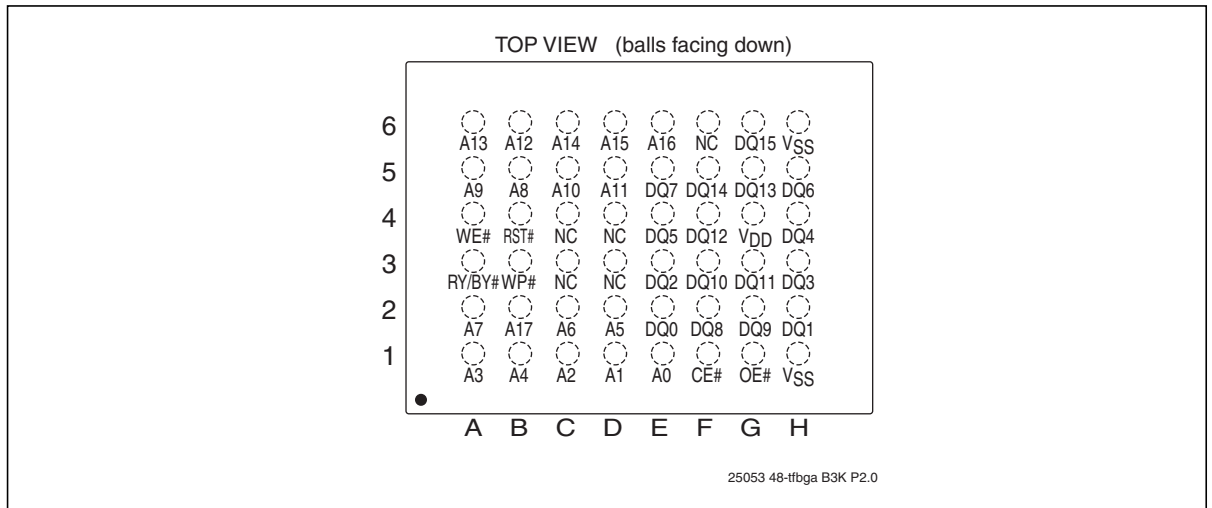 TOP VIEW (balls facing down)
6
A13 A12 A14 A15 A16 NC DQ15 VSS
5
A9 A8 A10 A11 DQ7 DQ14 DQ13 DQ6
4
WE# RST# NC NC DQ5 DQ12 VDD DQ4
3
RY/BY# WP# NC NC DQ2 DQ10 DQ11 DQ3
2
A7 A17 A6 A5 DQ0 DQ8 DQ9 DQ1
1
A3 A4 A2 A1 A0 CE# OE# VSS
A B C D E F G H
25053 48-tfbga B3K P2.0